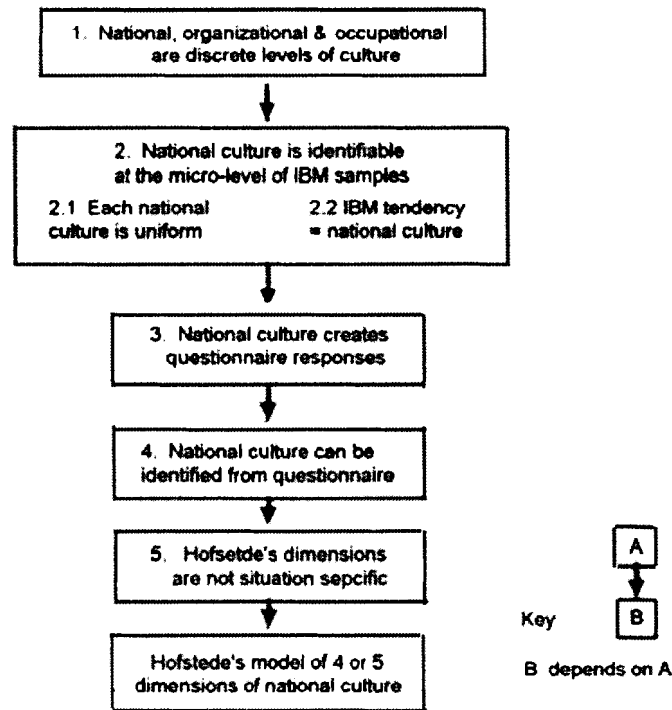 1. National, organizational & occupational
are discrete levels of culture
2. National culture is identifiable
at the micro-level of IBM samples
2.1 Each national
culture is uniform
2.2 IBM tendency
= national culture
3. National culture creates
questionnaire responses
4. National culture can be
identified from questionnaire
5. Hofsetde's dimensions
are not situation sepcific
Hofstede's model of 4 or 5
dimensions of national culture
Key
A
B
B depends on A